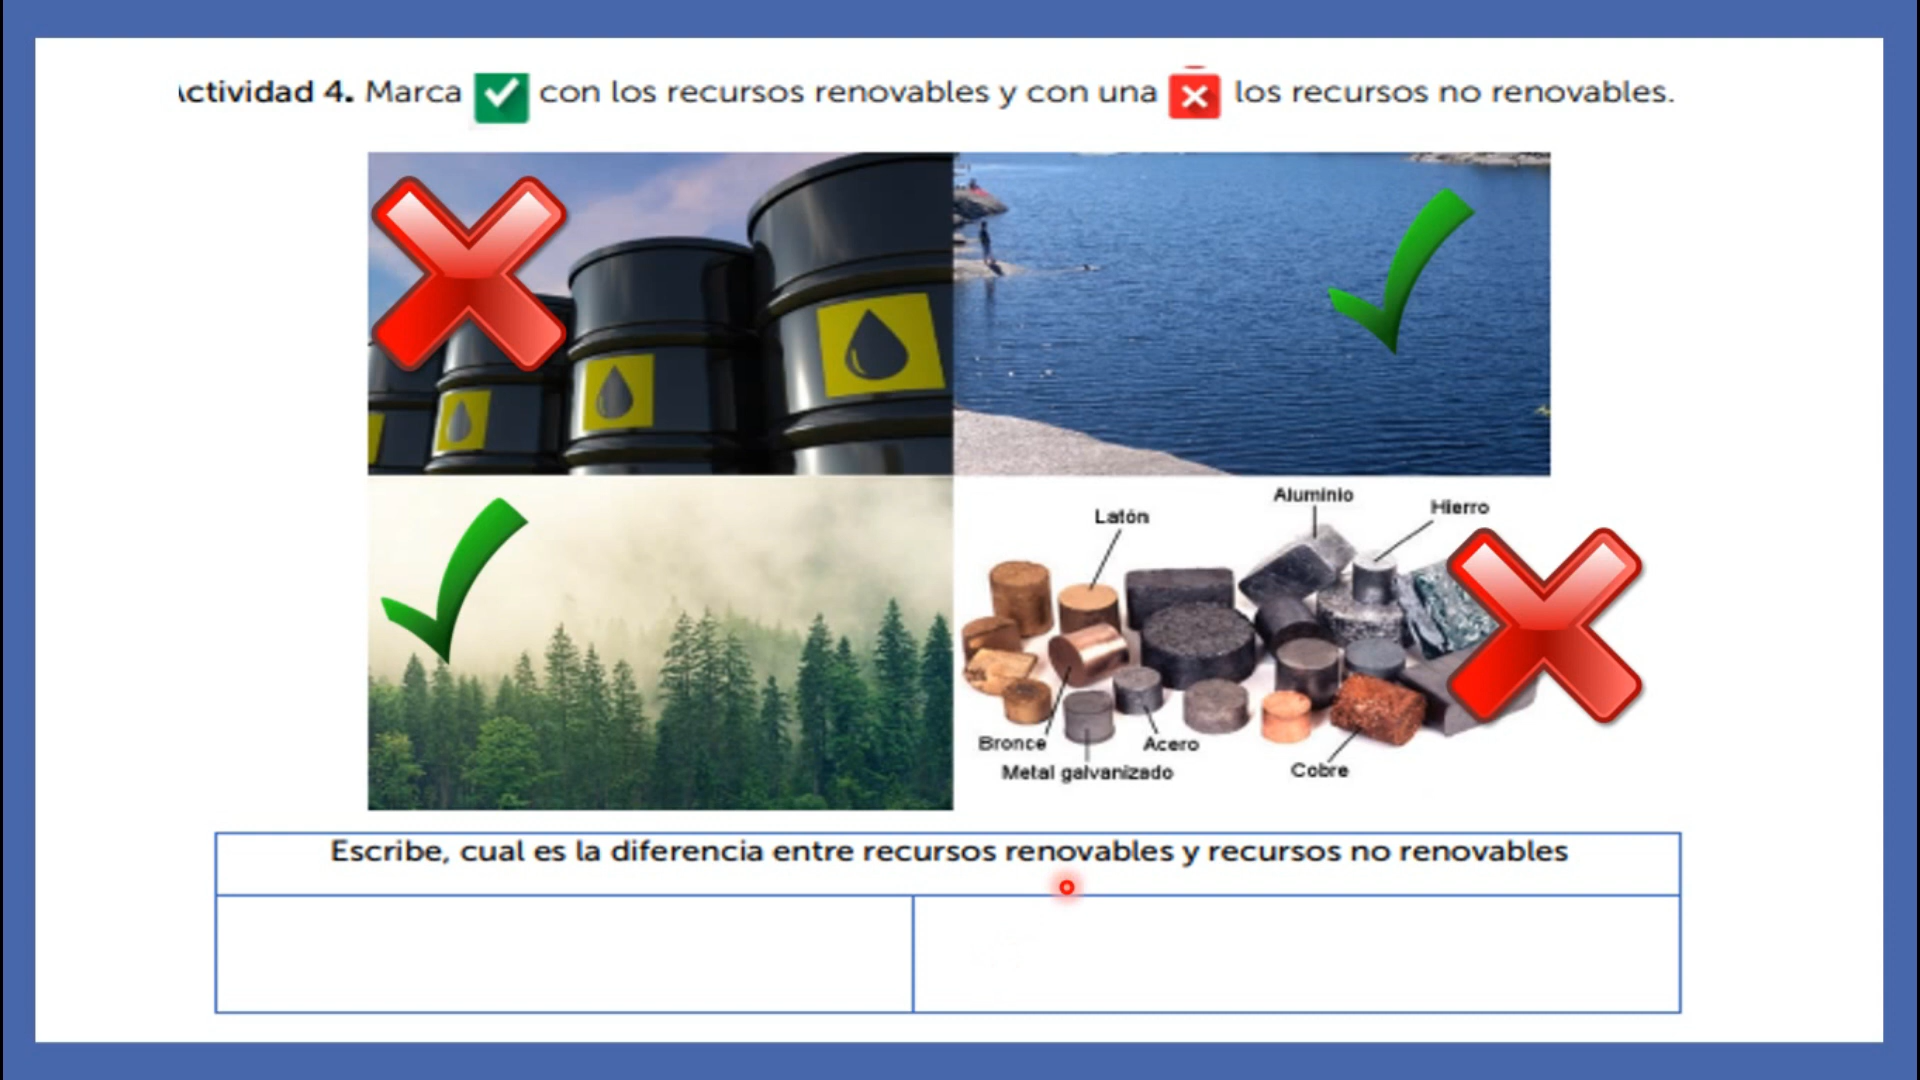 ctividad 4. Marca con los recursos renovables y con una los recursos no renovables.
Aluminio
Hierro
Latón
Bronce
Acero
Metal galvanizado
Cobre
Escribe, cual es la diferencia entre recursos renovables y recursos no renovables